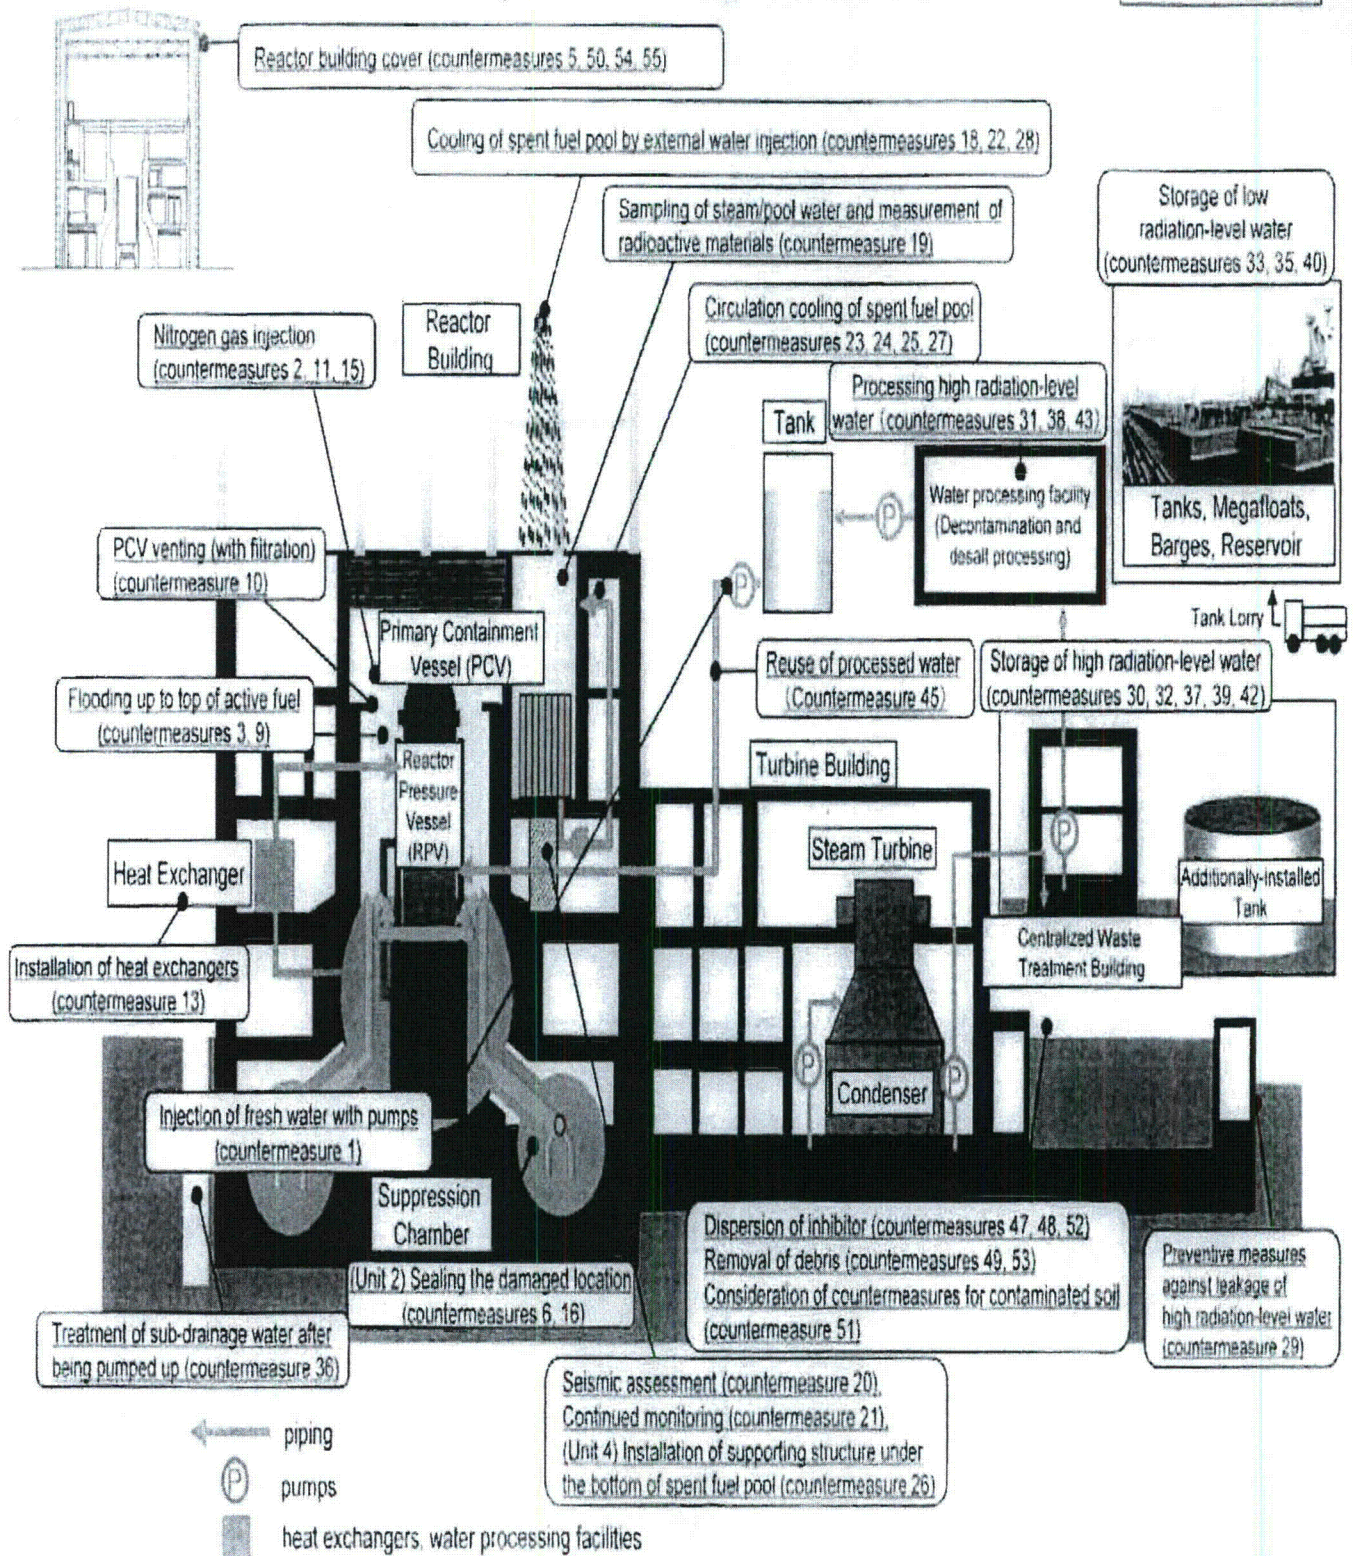 Reactor building cover (countermeasures 5, 50, 54, 55)
Cooling of spent fuel pool by external water injection (countermeasures 18, 22, 28)
Sampling of steam/pool water and measurement of
radioactive materials (countermeasure 19)
Storage of low
radiation-level water
(countermeasures 33, 35, 40)
Nitrogen gas injection
(countermeasures 2, 11, 15)
Reactor
Building
Circulation cooling of spent fuel pool
(countermeasures 23, 24, 25, 27)
Processing high radiation-level
water (countermeasures 31, 38, 43)
Tank
P
Water processing facility
(Decontamination and
desalt processing)
Tanks, Megafloats,
Barges, Reservoir
PCV venting (with filtration)
(countermeasure 10)
P
Tank Lorry
Primary Containment
Vessel (PCV)
Reuse of processed water
(Countermeasure 45)
Storage of high radiation-level water
(countermeasures 30, 32, 37, 39, 42)
Flooding up to top of active fuel
(countermeasures 3, 9)
Reactor
Pressure
Vessel
(RPV)
Turbine Building
P
Heat Exchanger
Steam Turbine
Additionally-installed
Tank
Centralized Waste
Treatment Building
Installation of heat exchangers
(countermeasure 13)
P
P
Condenser
Injection of fresh water with pumps
(countermeasure 1)
Suppression
Chamber
(Unit 2) Sealing the damaged location
(countermeasures 6, 16)
Dispersion of inhibitor (countermeasures 47, 48, 52)
Removal of debris (countermeasures 49, 53)
Consideration of countermeasures for contaminated soil
(countermeasure 51)
Preventive measures
against leakage of
high radiation-level water
(countermeasure 29)
Treatment of sub-drainage water after
being pumped up (countermeasure 36)
Seismic assessment (countermeasure 20),
Continued monitoring (countermeasure 21),
(Unit 4) Installation of supporting structure under
the bottom of spent fuel pool (countermeasure 26)
piping
P pumps
heat exchangers, water processing facilities